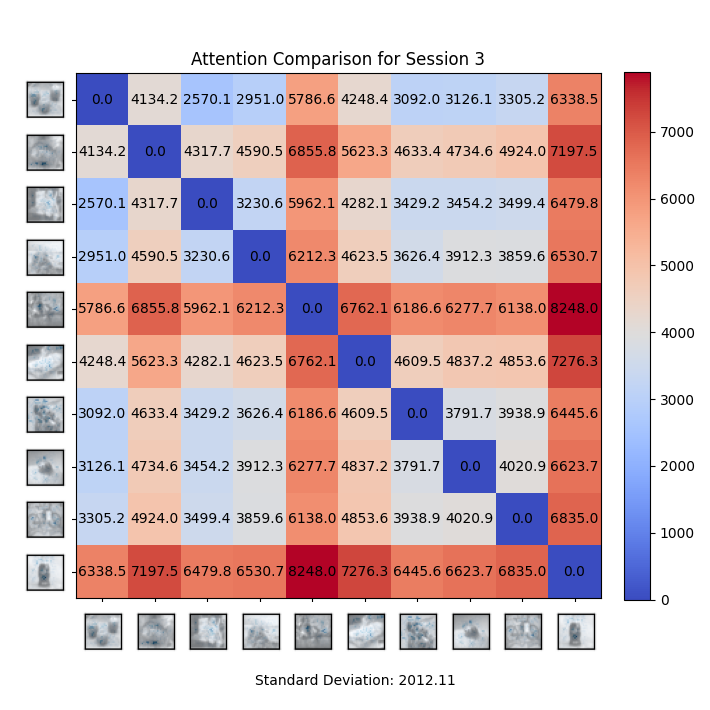 Attention Comparison for Session 3
0.0 4134.2 2570.1 2951.0 5786.6 4248.4 3092.0 3126.1 3305.2 6338.5
4134.2 0.0 4317.7 4590.5 6855.8 5623.3 4633.4 4734.6 4924.0 7197.5
2570.1 4317.7 0.0 3230.6 5962.1 4282.1 3429.2 3454.2 3499.4 6479.8
2951.0 4590.5 3230.6 0.0 6212.3 4623.5 3626.4 3912.3 3859.6 6530.7
5786.6 6855.8 5962.1 6212.3 0.0 6762.1 6186.6 6277.7 6138.0 8248.0
4248.4 5623.3 4282.1 4623.5 6762.1 0.0 4609.5 4837.2 4853.6 7276.3
3092.0 4633.4 3429.2 3626.4 6186.6 4609.5 0.0 3791.7 3938.9 6445.6
3126.1 4734.6 3454.2 3912.3 6277.7 4837.2 3791.7 0.0 4020.9 6623.7
3305.2 4924.0 3499.4 3859.6 6138.0 4853.6 3938.9 4020.9 0.0 6835.0
6338.5 7197.5 6479.8 6530.7 8248.0 7276.3 6445.6 6623.7 6835.0 0.0
7000
6000
5000
4000
3000
2000
1000
0
Standard Deviation: 2012.11